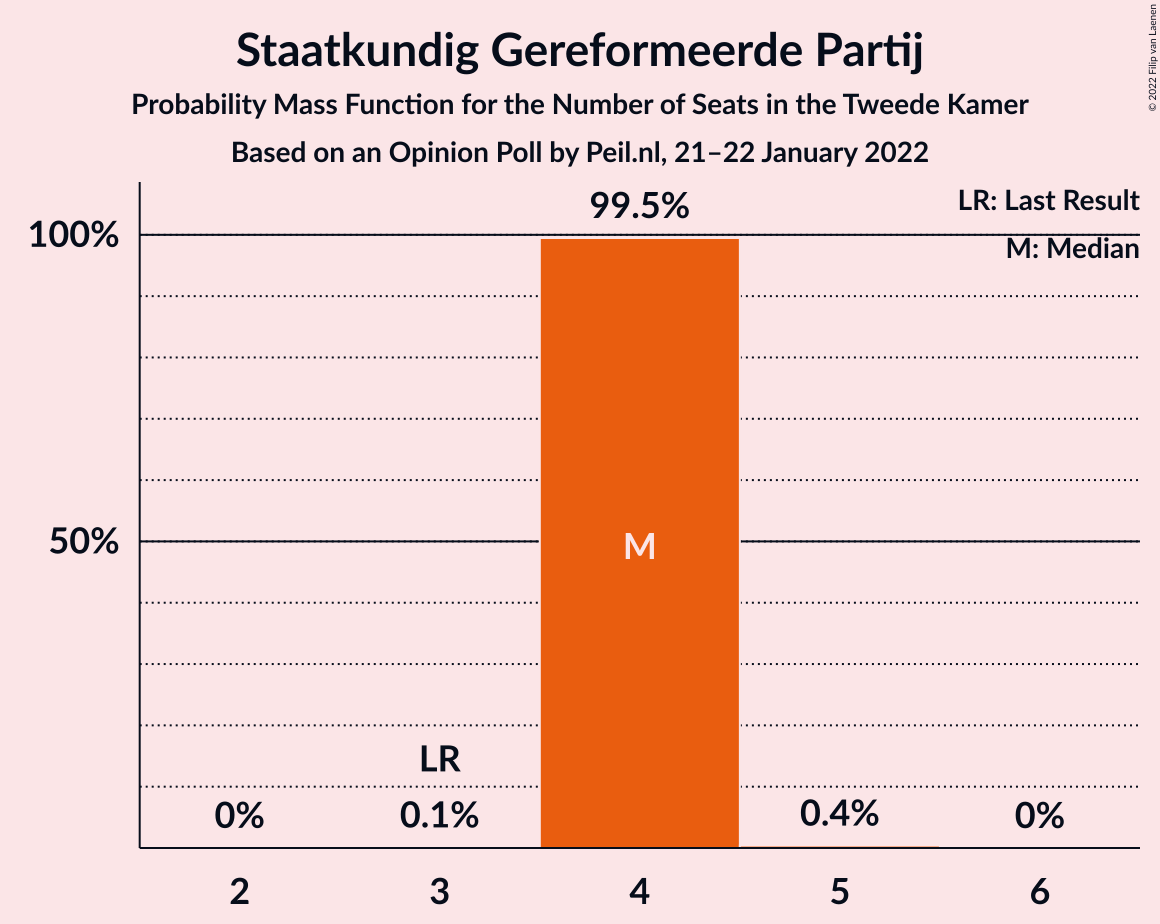 Staatkundig Gereformeerde Partij
Probability Mass Function for the Number of Seats in the Tweede Kamer
Based on an Opinion Poll by Peil.nl, 21–22 January 2022
© 2022 Filip van Laenen
LR: Last Result
M: Median
99.5%
100%
50%
M
LR
0%
0.1%
0.4%
0%
2
3
4
5
6